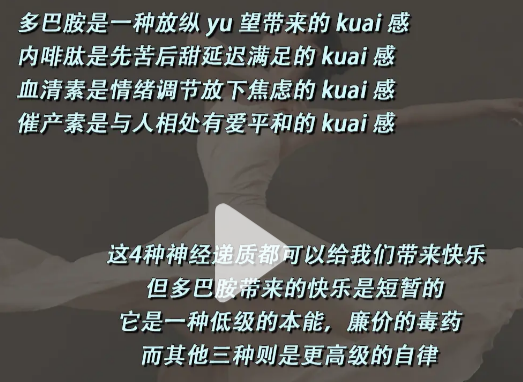 多巴胺是一种放纵 yu 望带来的 kuai 感
内啡肽是先苦后甜延迟满足的 kuai 感
血清素是情绪调节放下焦虑的 kuai 感
催产素是与人相处有爱平和的 kuai 感
这4种神经递质都可以给我们带来快乐
但多巴胺带来的快乐是短暂的
它是一种低级的本能，廉价的毒药
而其他三种则是更高级的自律